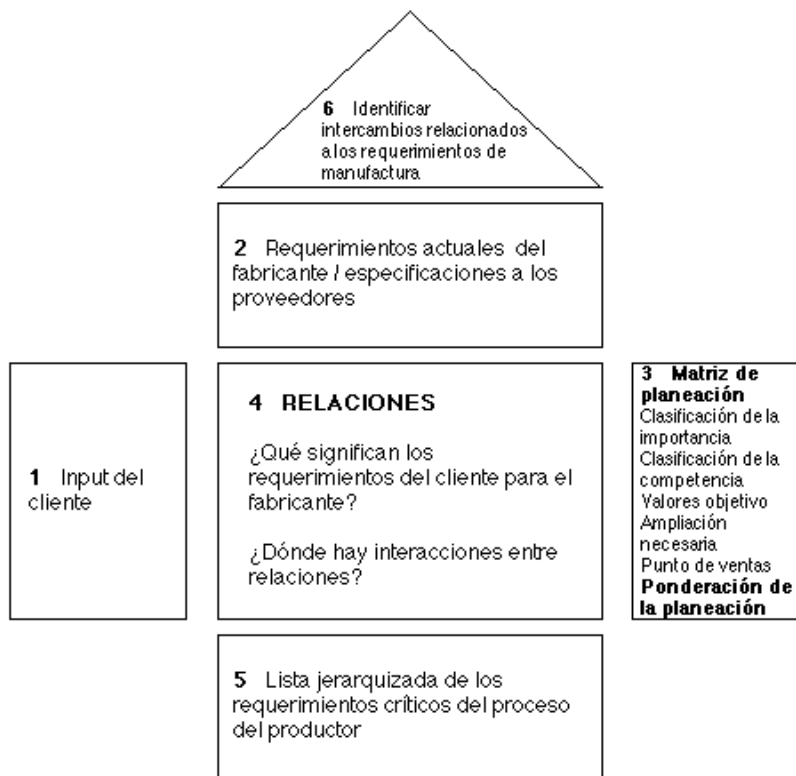 6 Identificar
intercambios relacionados
a los requerimientos de
manufactura
2 Requerimientos actuales del
fabricante / especificaciones a los
proveedores
1 Input del
cliente
4 RELACIONES
¿Qué significan los
requerimientos del cliente para el
fabricante?
¿Dónde hay interacciones entre
relaciones?
3 Matriz de
planeación
Clasificación de la
importancia
Clasificación de la
competencia
Valores objetivo
Ampliación
necesaria
Punto de ventas
Ponderación de
la planeación
5 Lista jerarquizada de los
requerimientos críticos del proceso
del productor